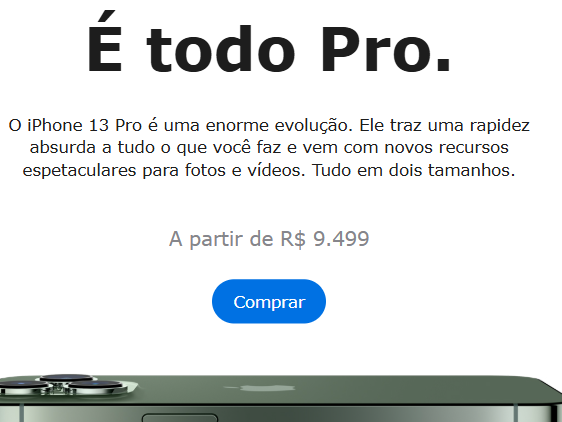 É todo Pro.
O iPhone 13 Pro é uma enorme evolução. Ele traz uma rapidez
absurda a tudo o que você faz e vem com novos recursos
espetaculares para fotos e vídeos. Tudo em dois tamanhos.
A partir de R$ 9.499
Comprar